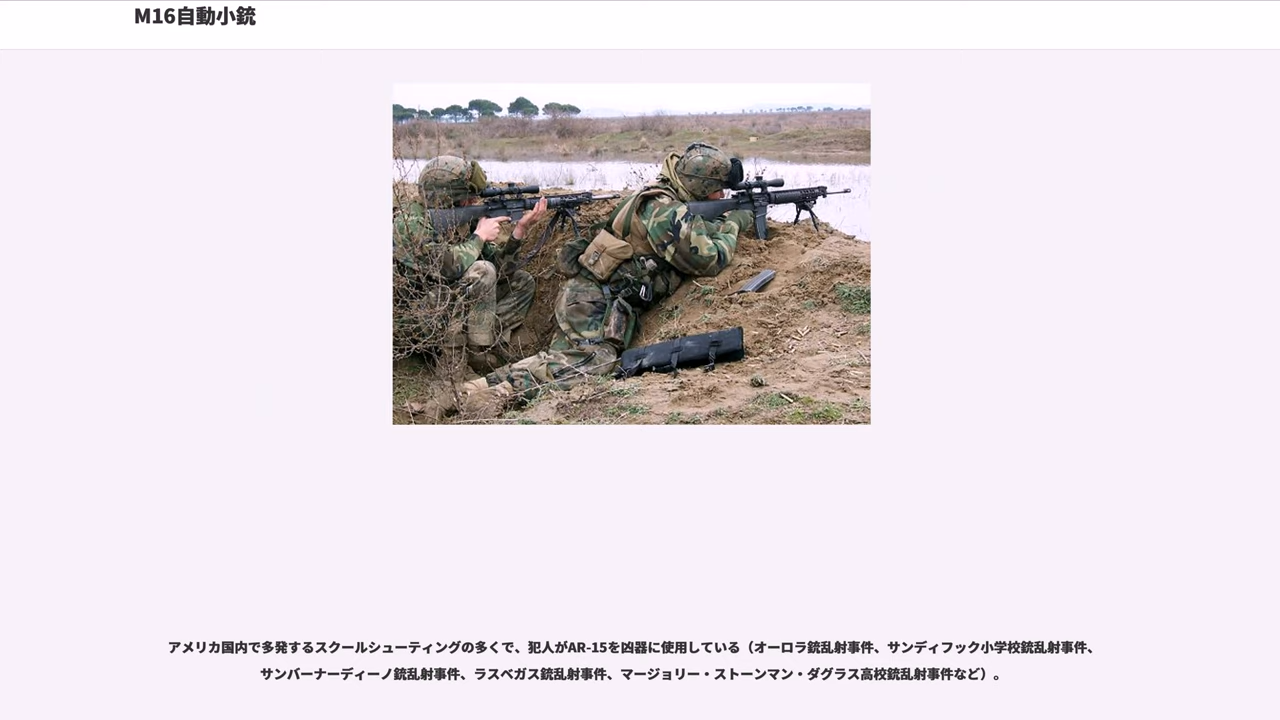 M16自動小銃
アメリカ国内で多発するスクールシューティングの多くで、犯人がAR-15を凶器に使用している（オーロラ銃乱射事件、サンディフック小学校銃乱射事件、
サンバーナーディーノ銃乱射事件、ラスベガス銃乱射事件、マージョリー・ストーンマン・ダグラス高校銃乱射事件など）。